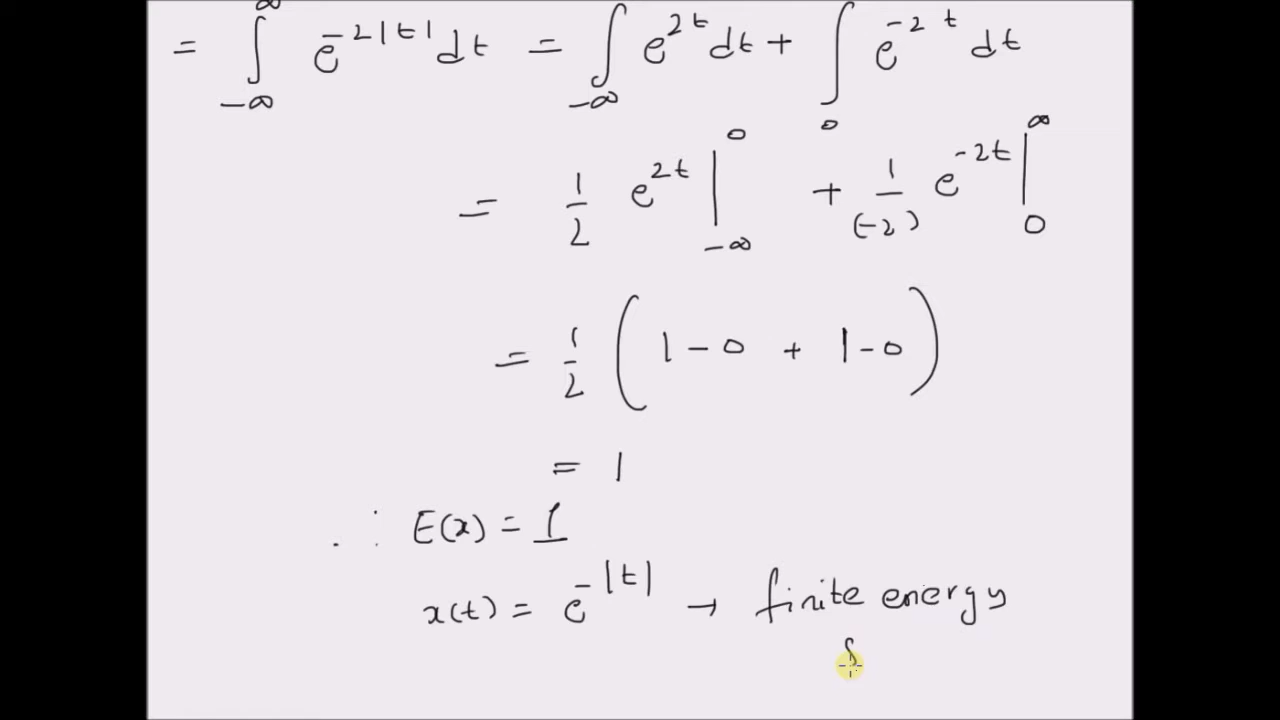 = ∫_{-∞}^{∞} e^{-2|t|} dt = ∫_{-∞} e^{2t} dt + ∫_{0} e^{-2t} dt
= 1/2 e^{2t} |_{-∞}^{0} + 1/(-2) e^{-2t} |_{0}^{∞}
= 1/2 ( 1 - 0 + 1 - 0 )
= 1
∴ E(x) = 1
x(t) = e^{-|t|} → finite energy